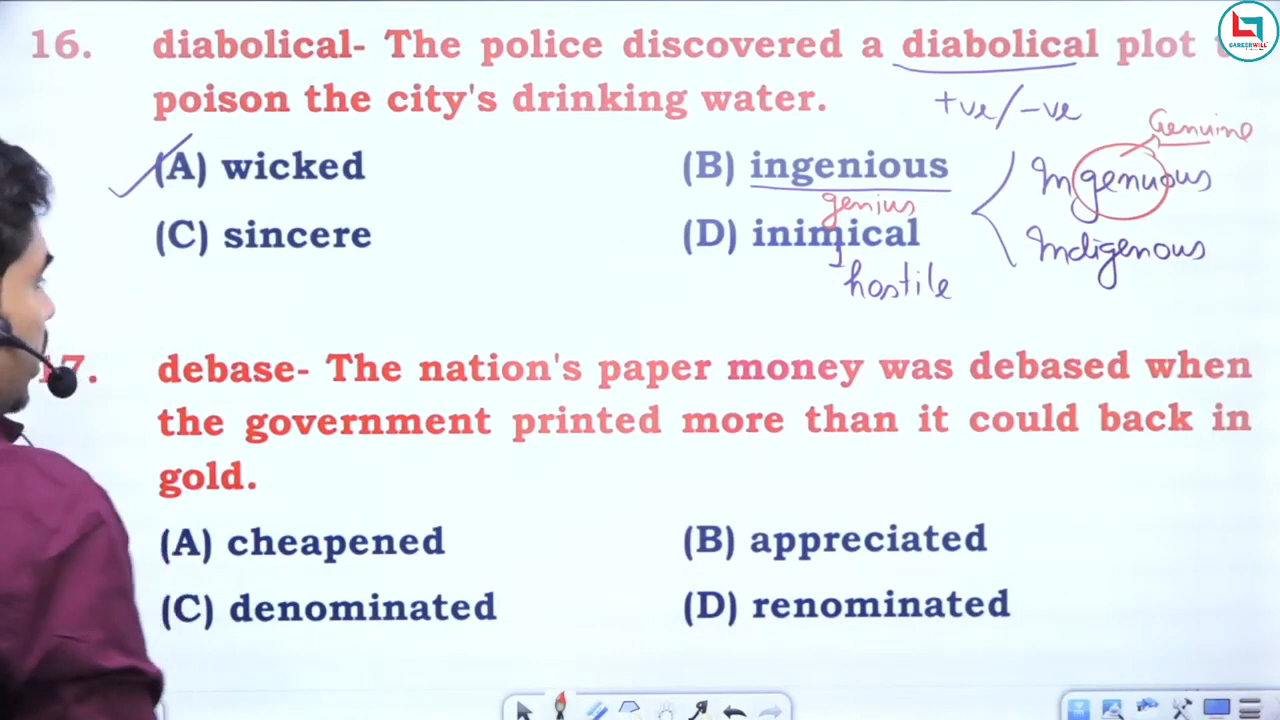 16. diabolical- The police discovered a diabolical plot
poison the city's drinking water.
+ve/-ve
Genuine
(A) wicked
(B) ingenious
Ingenuous
genius
(C) sincere
(D) inimical
Indigenous
hostile
17. debase- The nation's paper money was debased when
the government printed more than it could back in
gold.
(A) cheapened
(B) appreciated
(C) denominated
(D) renominated
CAREERWILL